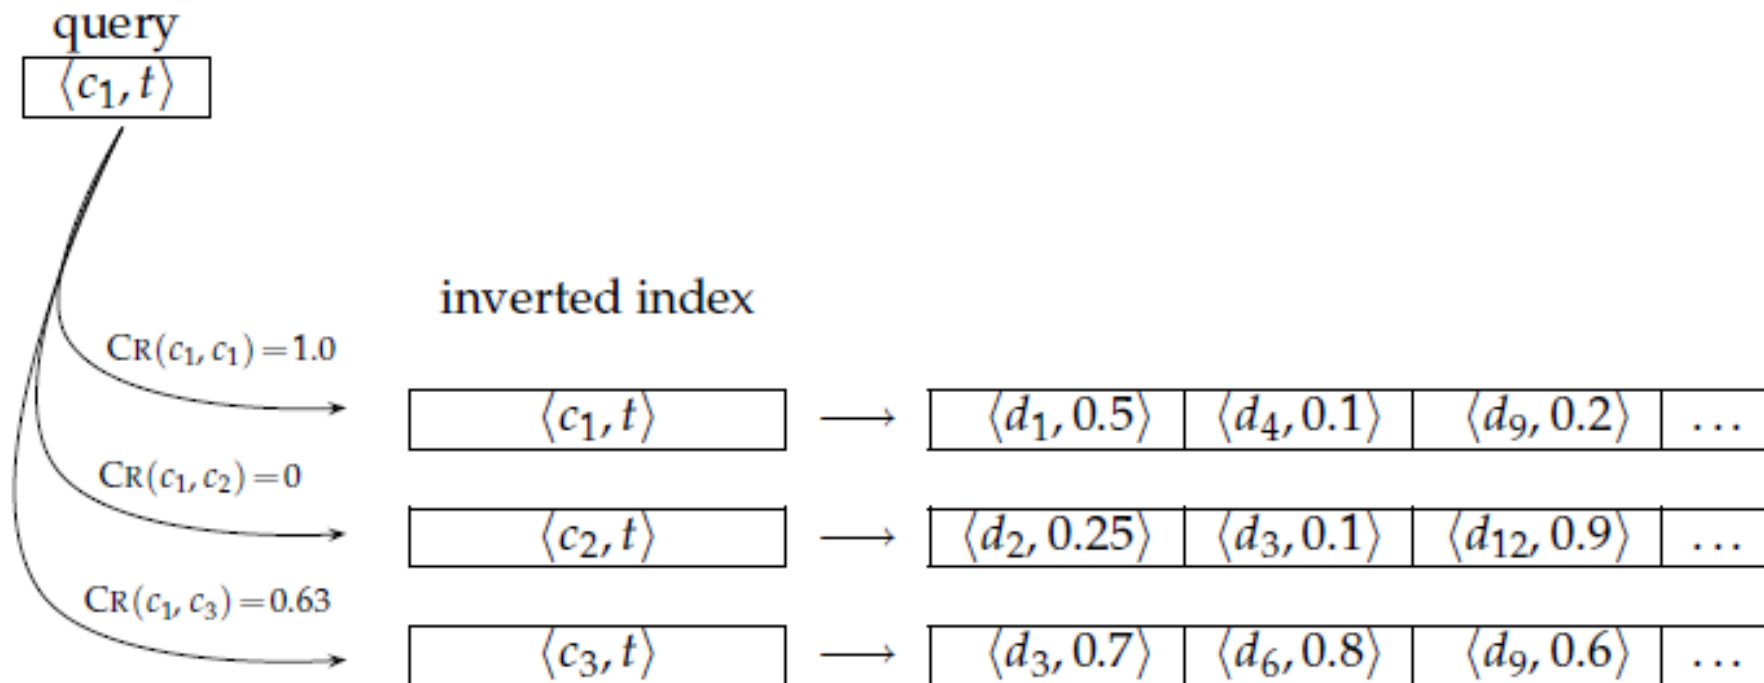 query
⟨c₁, t⟩
inverted index
CR(c₁, c₁) = 1.0
⟨c₁, t⟩ ⟶ ⟨d₁, 0.5⟩ ⟨d₄, 0.1⟩ ⟨d₉, 0.2⟩ …
CR(c₁, c₂) = 0
⟨c₂, t⟩ ⟶ ⟨d₂, 0.25⟩ ⟨d₃, 0.1⟩ ⟨d₁₂, 0.9⟩ …
CR(c₁, c₃) = 0.63
⟨c₃, t⟩ ⟶ ⟨d₃, 0.7⟩ ⟨d₆, 0.8⟩ ⟨d₉, 0.6⟩ …